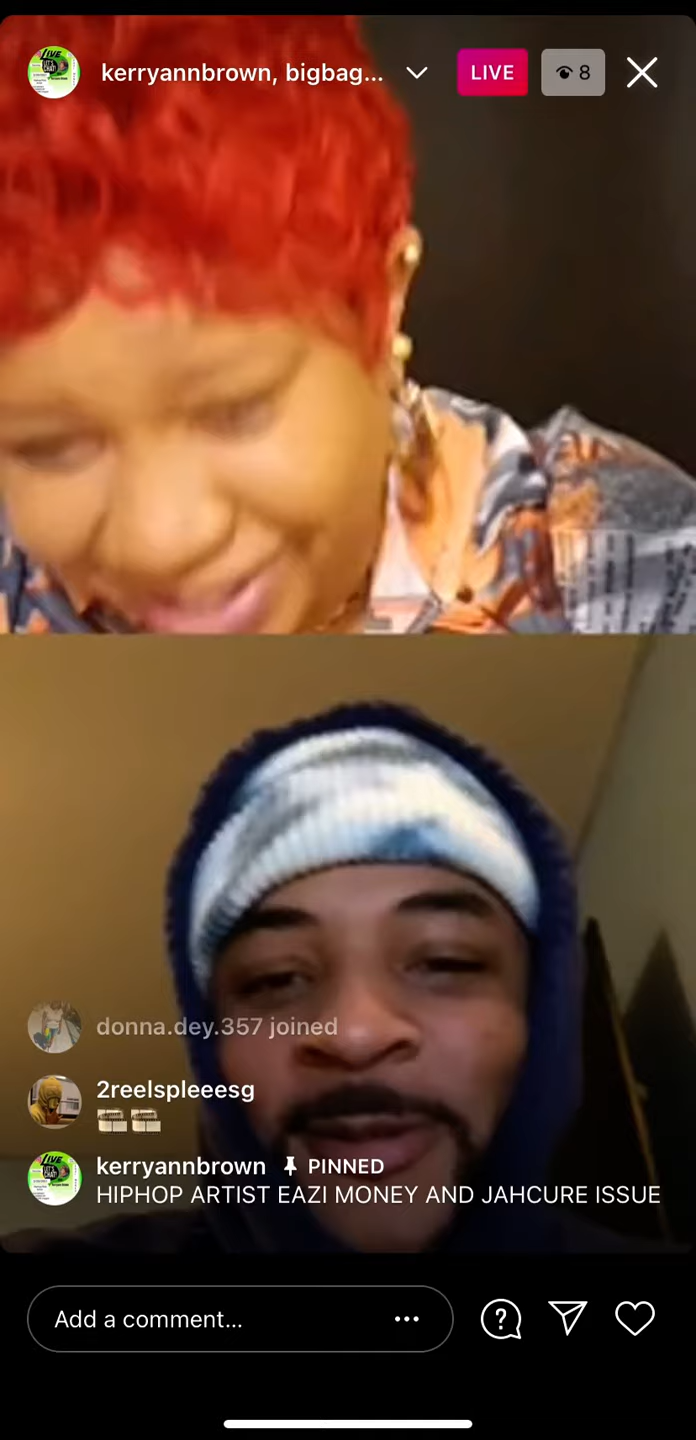 kerryannbrown, bigbag...
LIVE
8
donna.dey.357 joined
2reelspleeesg
kerryannbrown PINNED
HIPHOP ARTIST EAZI MONEY AND JAHCURE ISSUE
Add a comment...